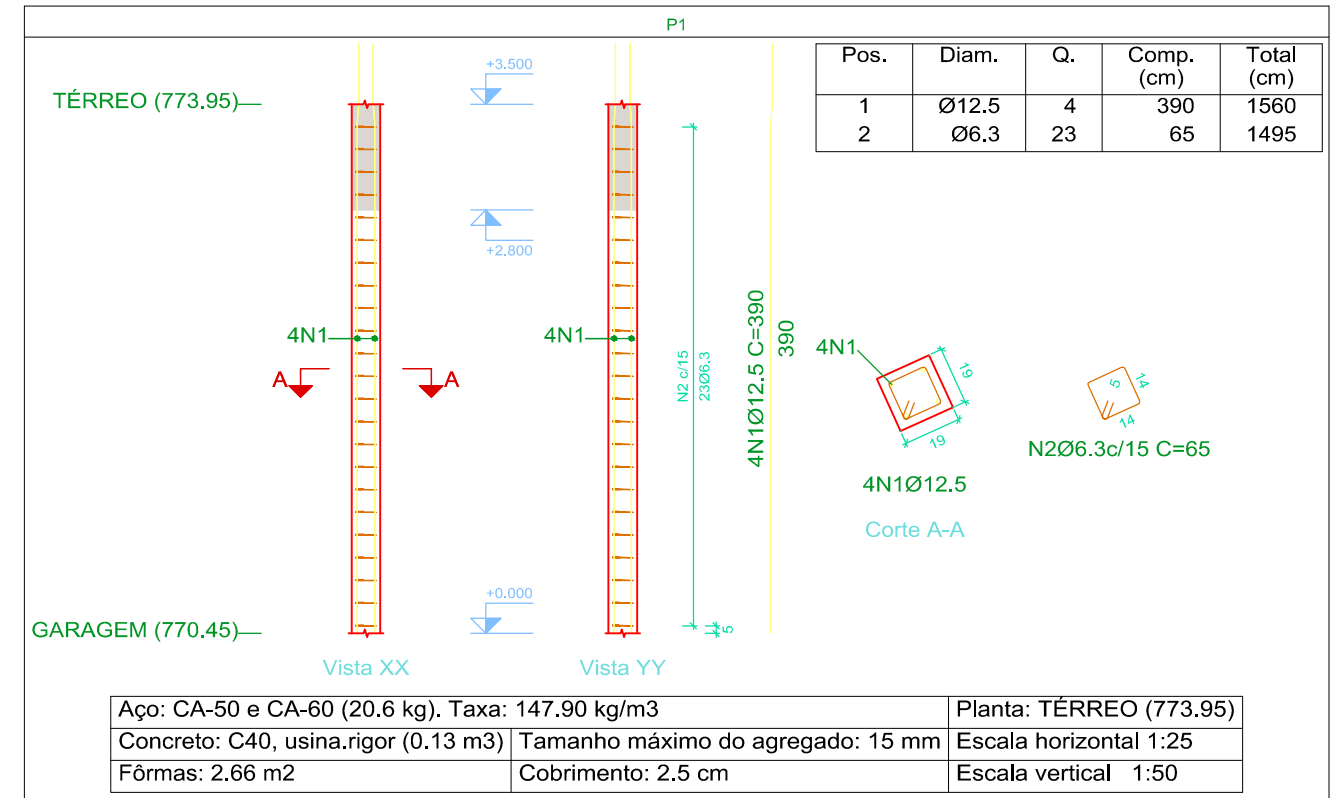 P1
Pos. Diam. Q. Comp. (cm) Total (cm)
1 Ø12.5 4 390 1560
2 Ø6.3 23 65 1495
+3.500
TÉRREO (773.95)
+2.800
4N1
4N1
A
A
N2 c/15
23Ø6.3
4N1Ø12.5 C=390
390
4N1
19
19
4N1Ø12.5
Corte A-A
5
14
14
N2Ø6.3c/15 C=65
+0.000
GARAGEM (770.45)
5
Vista XX
Vista YY
Aço: CA-50 e CA-60 (20.6 kg). Taxa: 147.90 kg/m3
Planta: TÉRREO (773.95)
Concreto: C40, usina.rigor (0.13 m3)
Tamanho máximo do agregado: 15 mm
Escala horizontal 1:25
Fôrmas: 2.66 m2
Cobrimento: 2.5 cm
Escala vertical 1:50